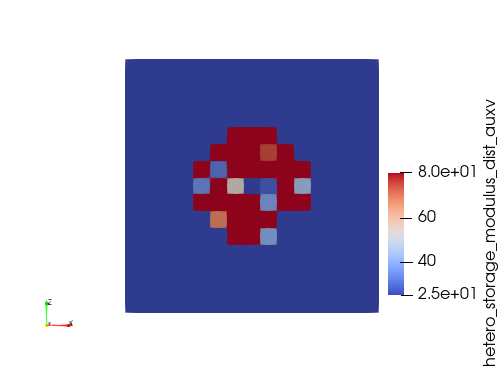 8.0e+01
60
40
2.5e+01
hetero_storage_modulus_dist_auxv
Z
Y
X